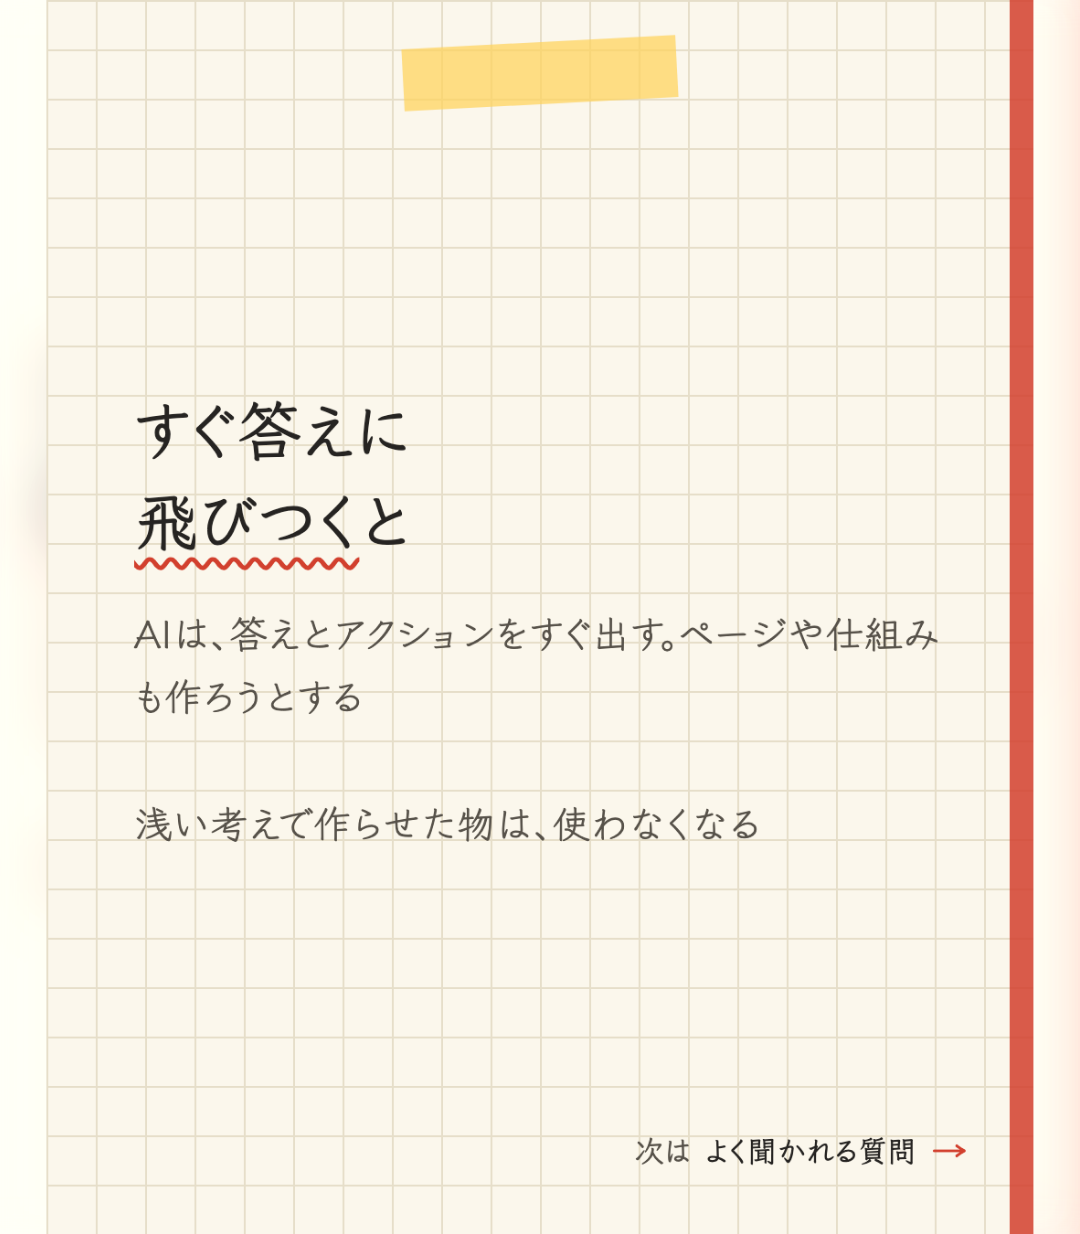 すぐ答えに
飛びつくと
AIは、答えとアクションをすぐ出す。ページや仕組み
も作ろうとする
浅い考えで作らせた物は、使わなくなる
次は よく聞かれる質問 →